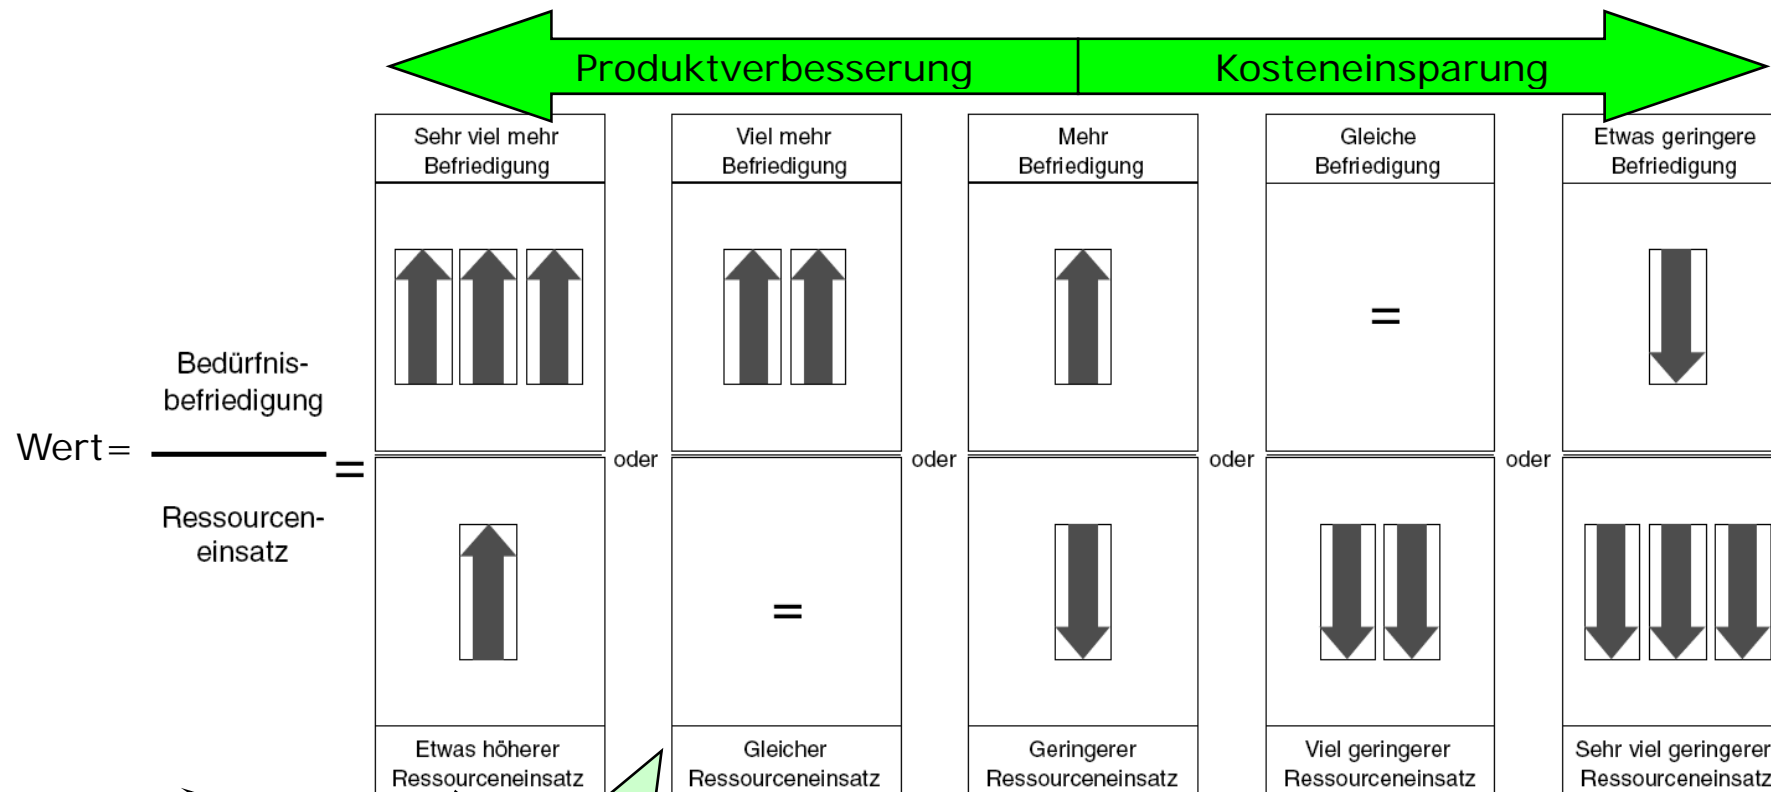 Produktverbesserung
Kosteneinsparung
Sehr viel mehr
Befriedigung
Viel mehr
Befriedigung
Mehr
Befriedigung
Gleiche
Befriedigung
Etwas geringere
Befriedigung
Wert=
Bedürfnis-
befriedigung
Ressourcen-
einsatz
=
oder
=
oder
oder
=
oder
Etwas höherer
Ressourceneinsatz
Gleicher
Ressourceneinsatz
Geringerer
Ressourceneinsatz
Viel geringerer
Ressourceneinsatz
Sehr viel geringerer
Ressourceneinsatz